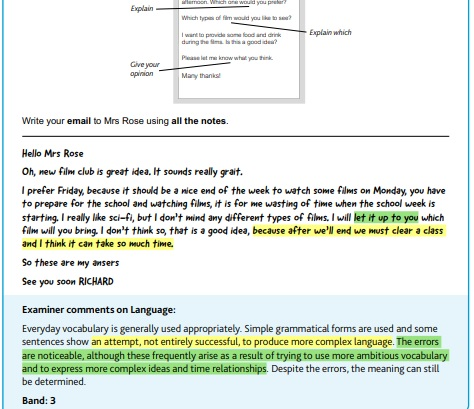 afternoon. Which one would you prefer?
Explain
Which types of film would you like to see?
I want to provide some food and drink
during the films. Is this a good idea?
Explain which
Please let me know what you think.
Give your
opinion
Many thanks!
Write your email to Mrs Rose using all the notes.
Hello Mrs Rose
Oh, new film club is great idea. It sounds really grait.
I prefer Friday, because it should be a nice end of the week to watch some films on Monday, you have
to prepare for the school and watching films, it is for me wasting of time when the school week is
starting. I really like sci-fi, but I don't mind any different types of films. I will let it up to you which
film will you bring. I don't think so, that is a good idea, because after we'll end we must clear a class
and I think it can take so much time.
So these are my ansers
See you soon RICHARD
Examiner comments on Language:
Everyday vocabulary is generally used appropriately. Simple grammatical forms are used and some
sentences show an attempt, not entirely successful, to produce more complex language. The errors
are noticeable, although these frequently arise as a result of trying to use more ambitious vocabulary
and to express more complex ideas and time relationships. Despite the errors, the meaning can still
be determined.
Band: 3